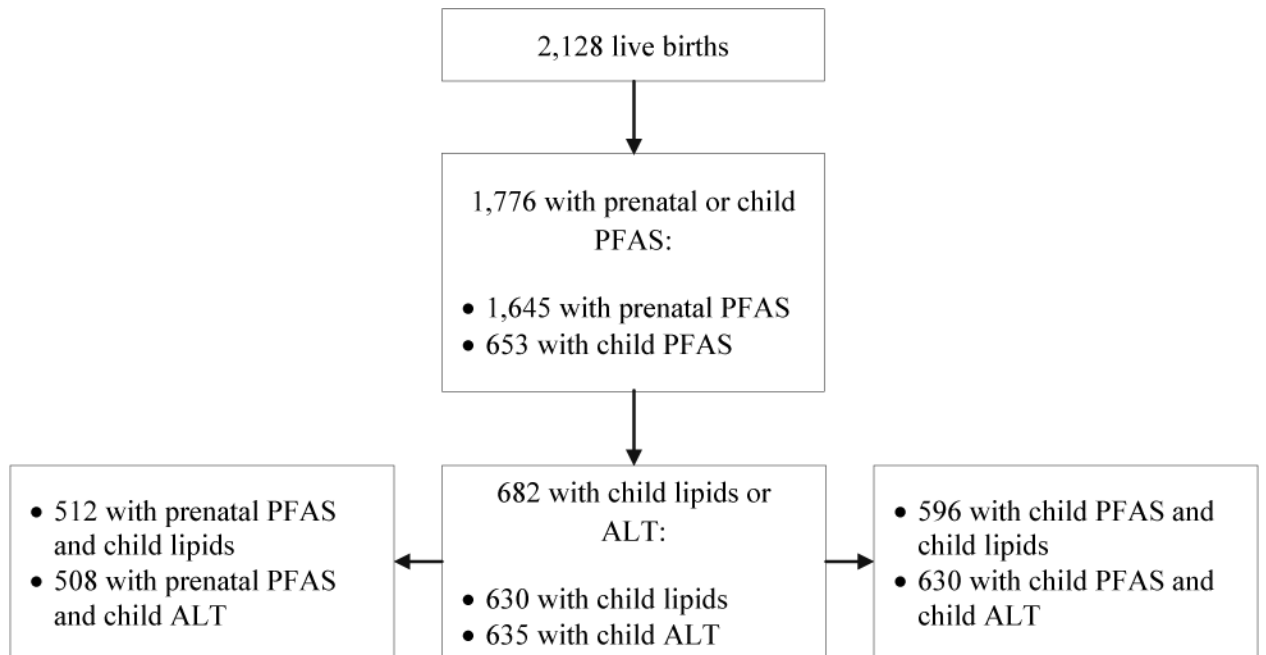 2,128 live births
1,776 with prenatal or child
PFAS:
• 1,645 with prenatal PFAS
• 653 with child PFAS
• 512 with prenatal PFAS
and child lipids
• 508 with prenatal PFAS
and child ALT
682 with child lipids or
ALT:
• 630 with child lipids
• 635 with child ALT
• 596 with child PFAS and
child lipids
• 630 with child PFAS and
child ALT